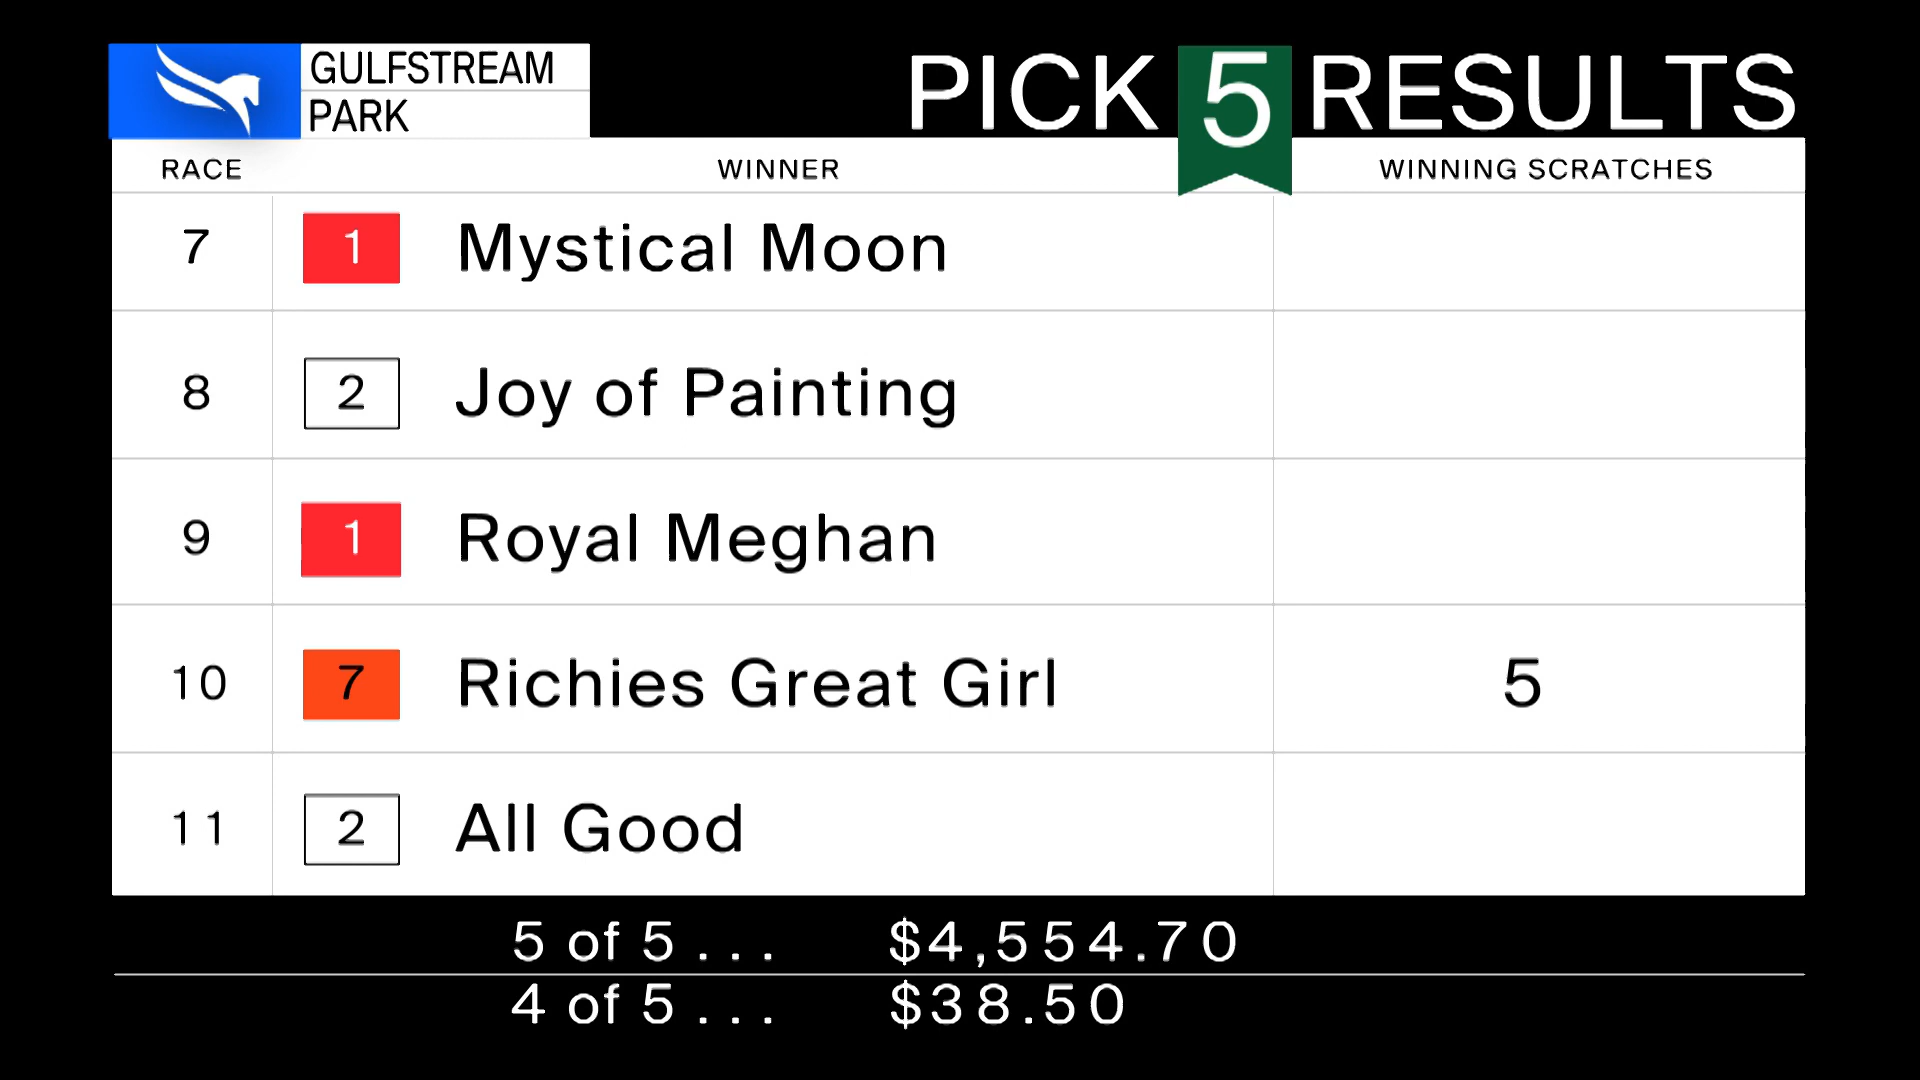 GULFSTREAM
PARK
PICK 5 RESULTS
RACE WINNER WINNING SCRATCHES
7 1 Mystical Moon
8 2 Joy of Painting
9 1 Royal Meghan
10 7 Richies Great Girl 5
11 2 All Good
5 of 5 . . . $4,554.70
4 of 5 . . . $38.50